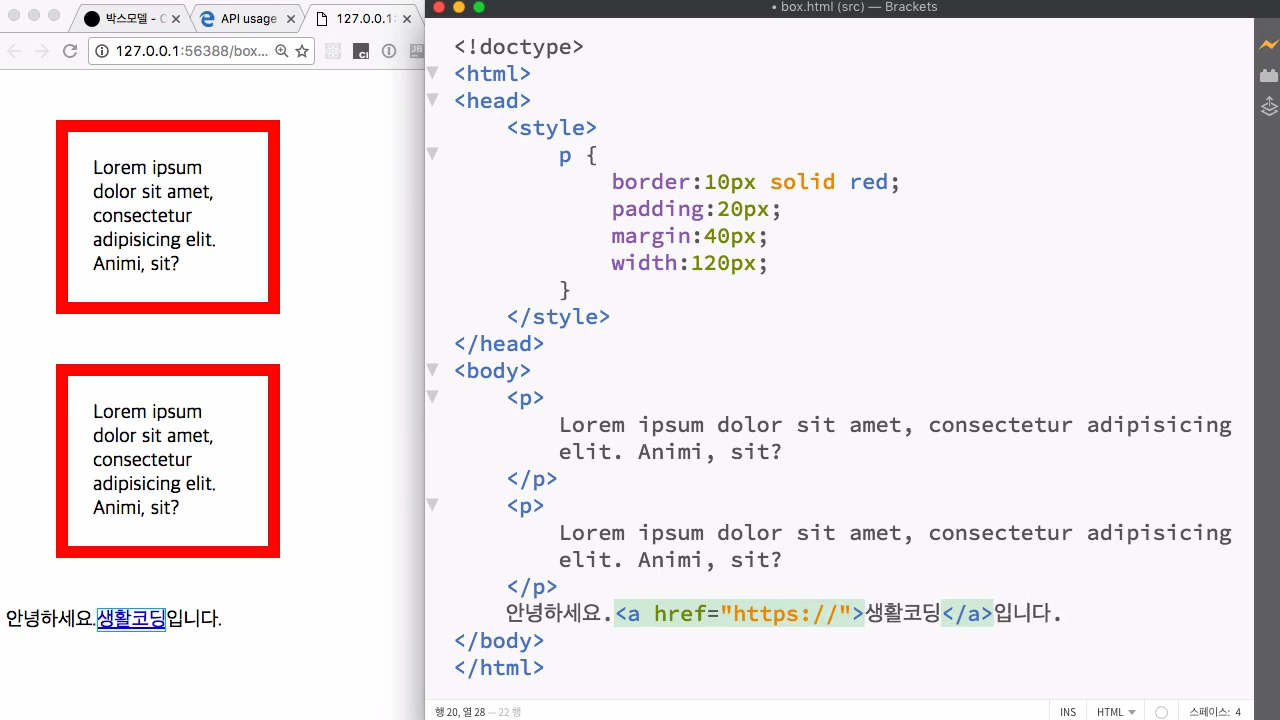 박스모델 - C
API usage
127.0.0.1:
127.0.0.1:56388/box...
Lorem ipsum
dolor sit amet,
consectetur
adipisicing elit.
Animi, sit?
Lorem ipsum
dolor sit amet,
consectetur
adipisicing elit.
Animi, sit?
안녕하세요.생활코딩입니다.
• box.html (src) — Brackets
<!doctype>
<html>
<head>
<style>
p {
border:10px solid red;
padding:20px;
margin:40px;
width:120px;
}
</style>
</head>
<body>
<p>
Lorem ipsum dolor sit amet, consectetur adipisicing
elit. Animi, sit?
</p>
<p>
Lorem ipsum dolor sit amet, consectetur adipisicing
elit. Animi, sit?
</p>
안녕하세요.<a href="https://">생활코딩</a>입니다.
</body>
</html>
행 20, 열 28 — 22 행
INS
HTML
스페이스: 4